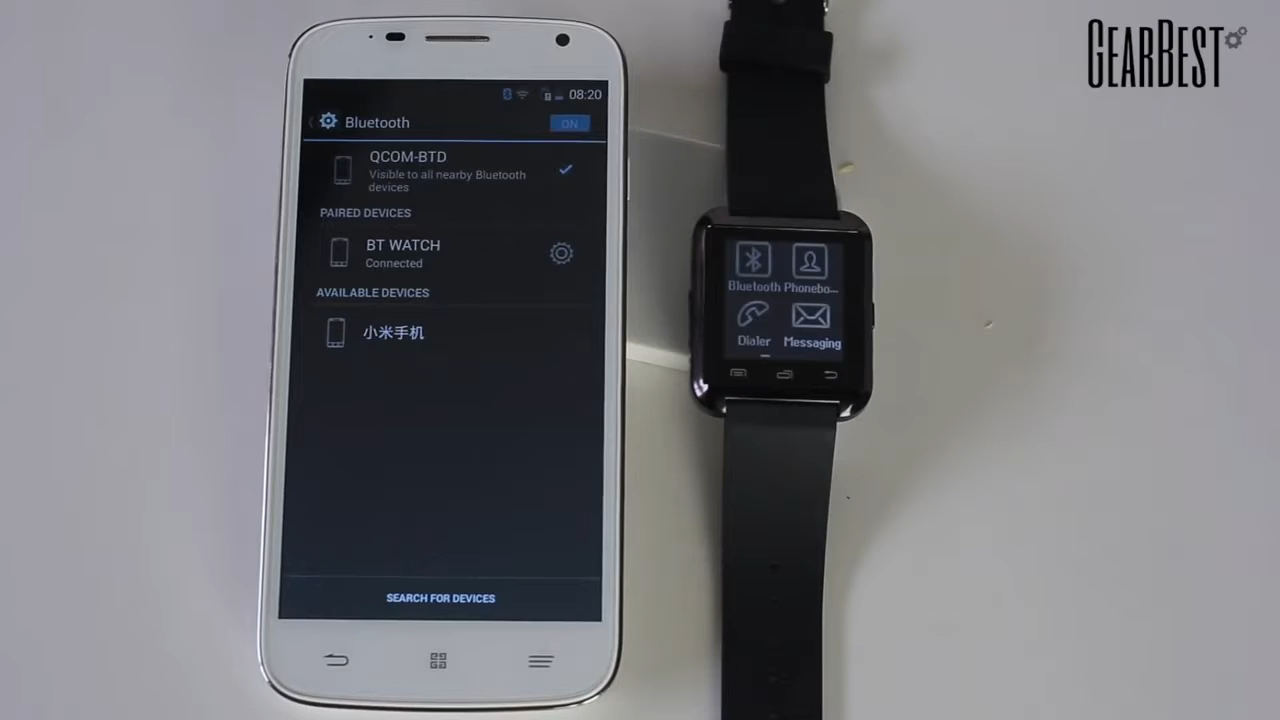 GEARBEST
08:20
Bluetooth
ON
QCOM-BTD
Visible to all nearby Bluetooth
devices
PAIRED DEVICES
BT WATCH
Connected
AVAILABLE DEVICES
小米手机
SEARCH FOR DEVICES
Bluetooth Phonebo...
Dialer Messaging